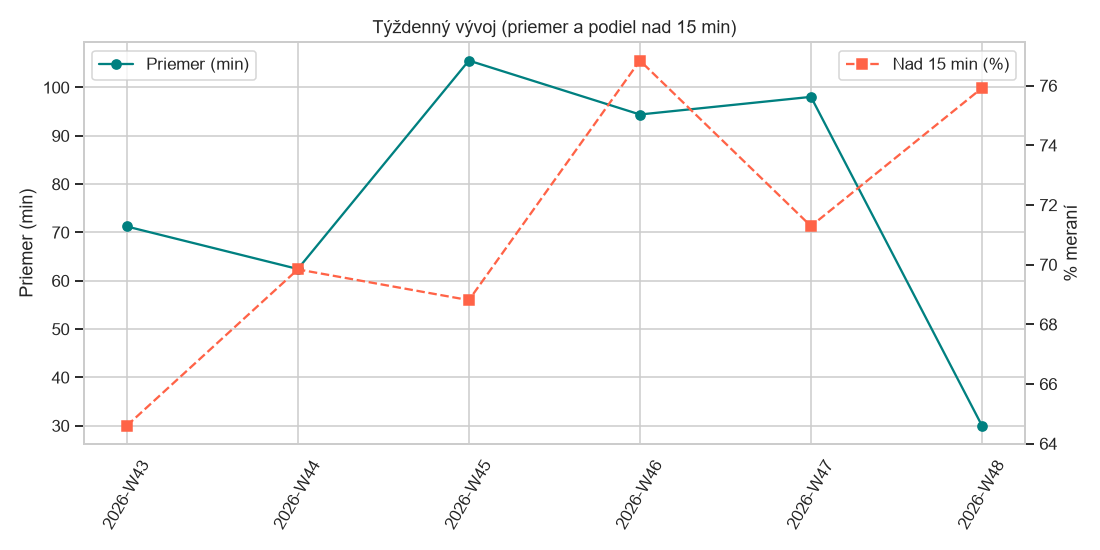 Týždenný vývoj (priemer a podiel nad 15 min)
Priemer (min)
Nad 15 min (%)
Priemer (min)
100
90
80
70
60
50
40
30
76
74
72
70
68
66
64
% meraní
2026-W43
2026-W44
2026-W45
2026-W46
2026-W47
2026-W48